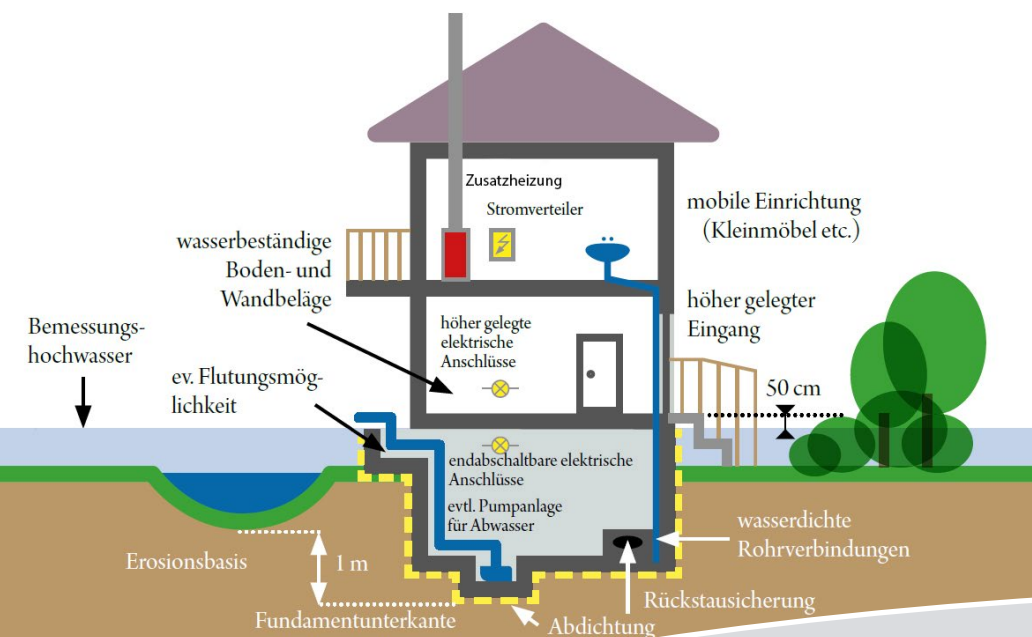 Zusatzheizung
Stromverteiler
mobile Einrichtung
(Kleinmöbel etc.)
wasserbeständige
Boden- und
Wandbeläge
höher gelegter
Eingang
Bemessungs-
hochwasser
höher gelegte
elektrische
Anschlüsse
ev. Flutungsmög-
lichkeit
50 cm
endabschaltbare elektrische
Anschlüsse
evtl. Pumpanlage
für Abwasser
wasserdichte
Rohrverbindungen
Erosionsbasis
1 m
Rückstausicherung
Fundamentunterkante
Abdichtung